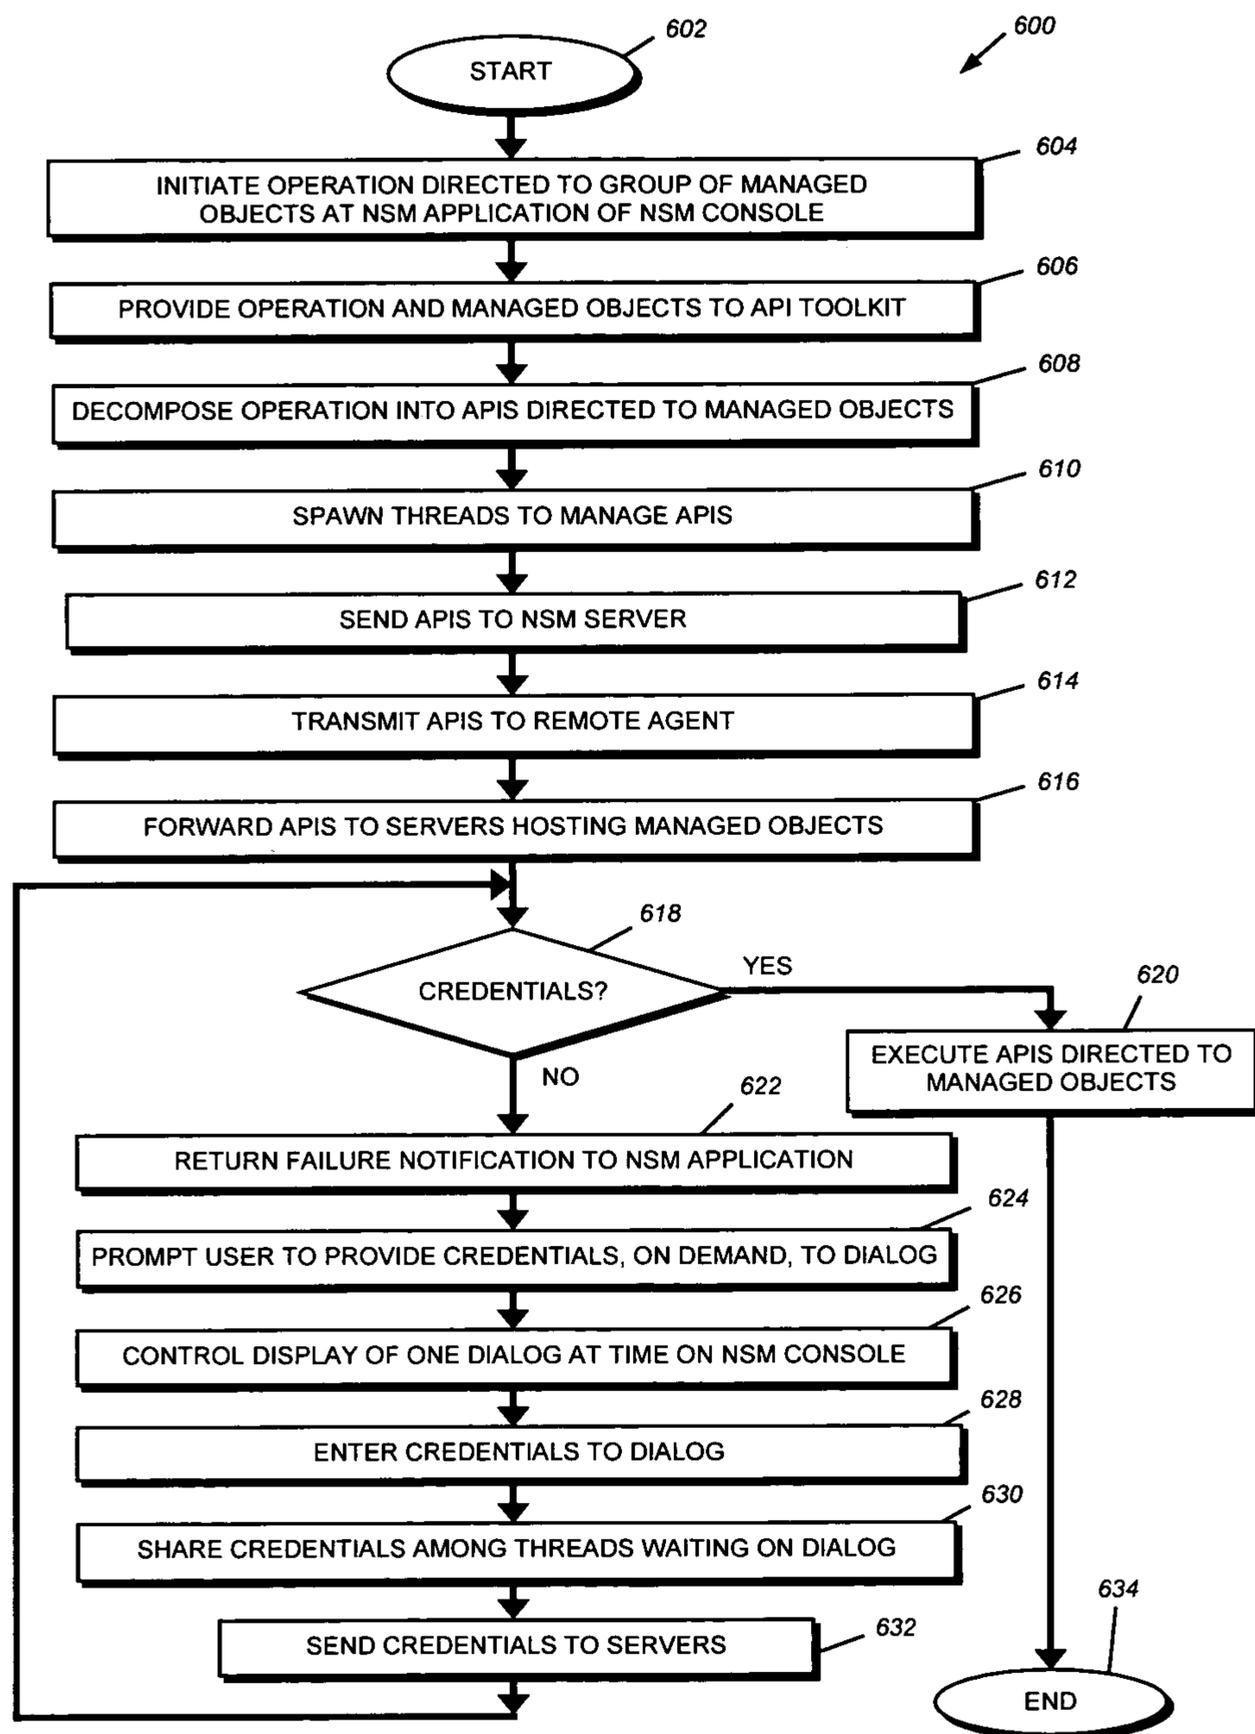 602
600
START
604
INITIATE OPERATION DIRECTED TO GROUP OF MANAGED
OBJECTS AT NSM APPLICATION OF NSM CONSOLE
606
PROVIDE OPERATION AND MANAGED OBJECTS TO API TOOLKIT
608
DECOMPOSE OPERATION INTO APIS DIRECTED TO MANAGED OBJECTS
610
SPAWN THREADS TO MANAGE APIS
612
SEND APIS TO NSM SERVER
614
TRANSMIT APIS TO REMOTE AGENT
616
FORWARD APIS TO SERVERS HOSTING MANAGED OBJECTS
618
CREDENTIALS?
YES
620
EXECUTE APIS DIRECTED TO
MANAGED OBJECTS
NO
622
RETURN FAILURE NOTIFICATION TO NSM APPLICATION
624
PROMPT USER TO PROVIDE CREDENTIALS, ON DEMAND, TO DIALOG
626
CONTROL DISPLAY OF ONE DIALOG AT TIME ON NSM CONSOLE
628
ENTER CREDENTIALS TO DIALOG
630
SHARE CREDENTIALS AMONG THREADS WAITING ON DIALOG
632
SEND CREDENTIALS TO SERVERS
634
END